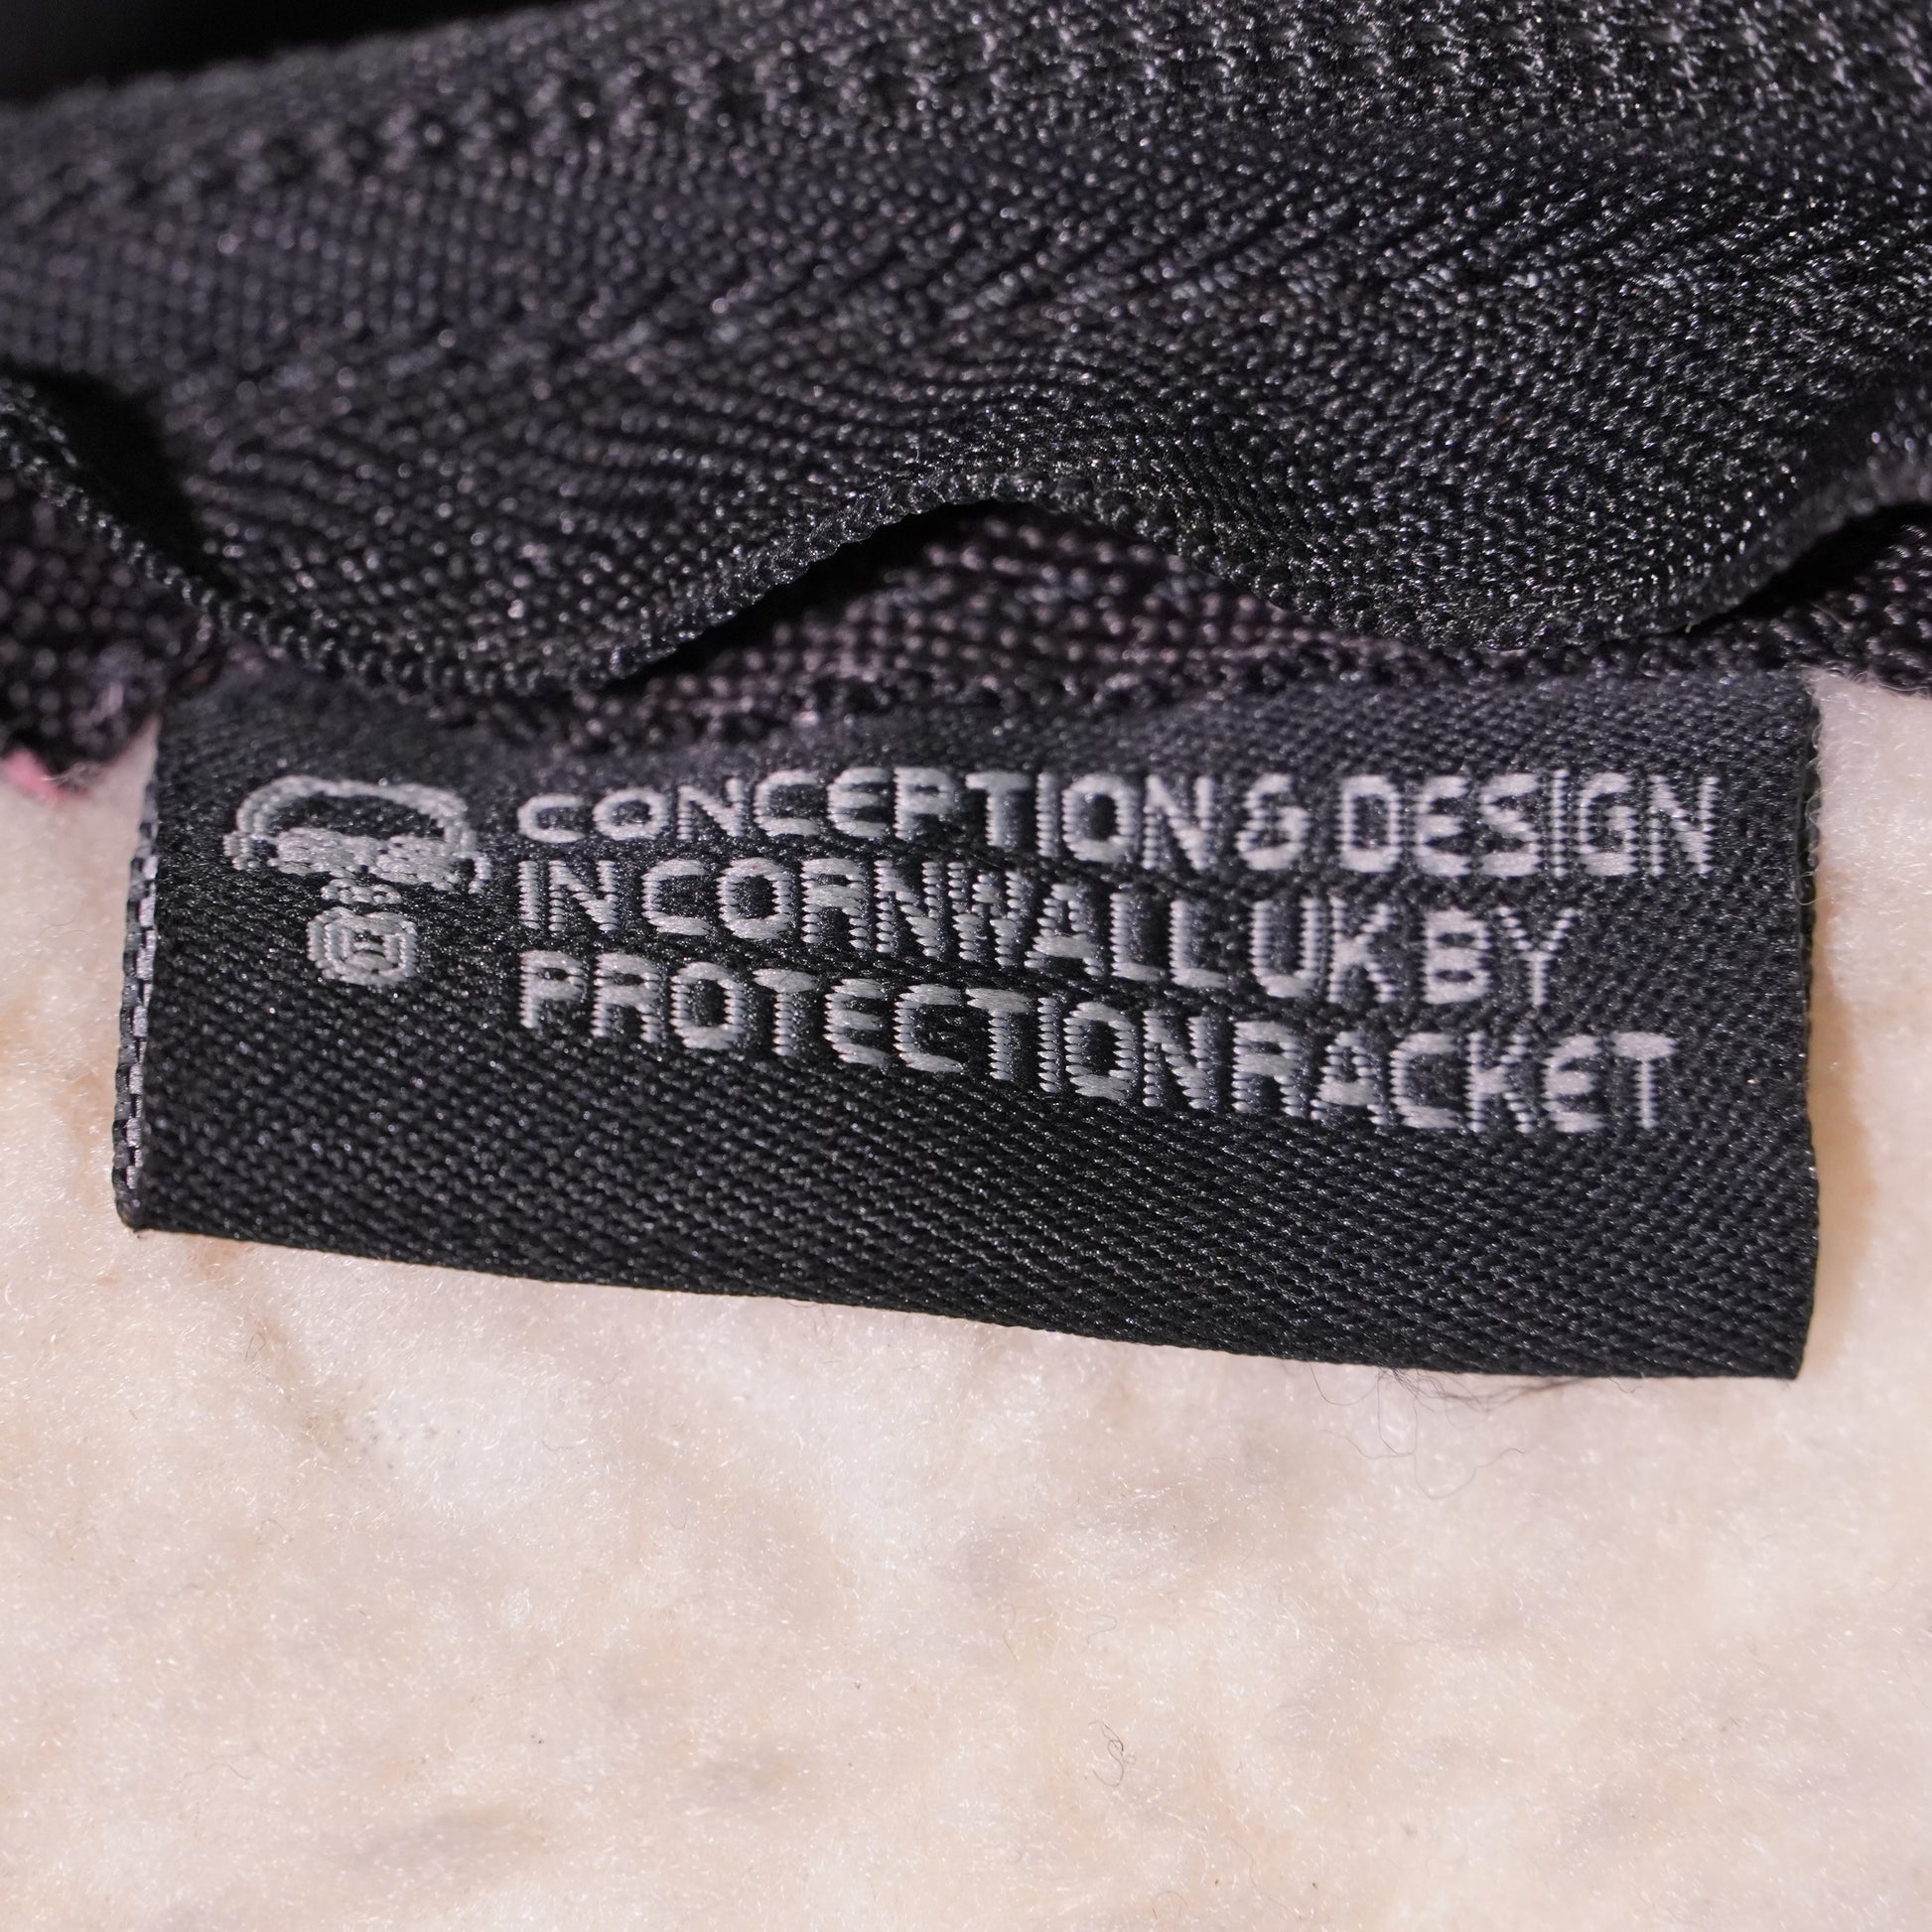 CONCEPTION & DESIGN
IN CORNWALL UK BY
PROTECTION RACKET